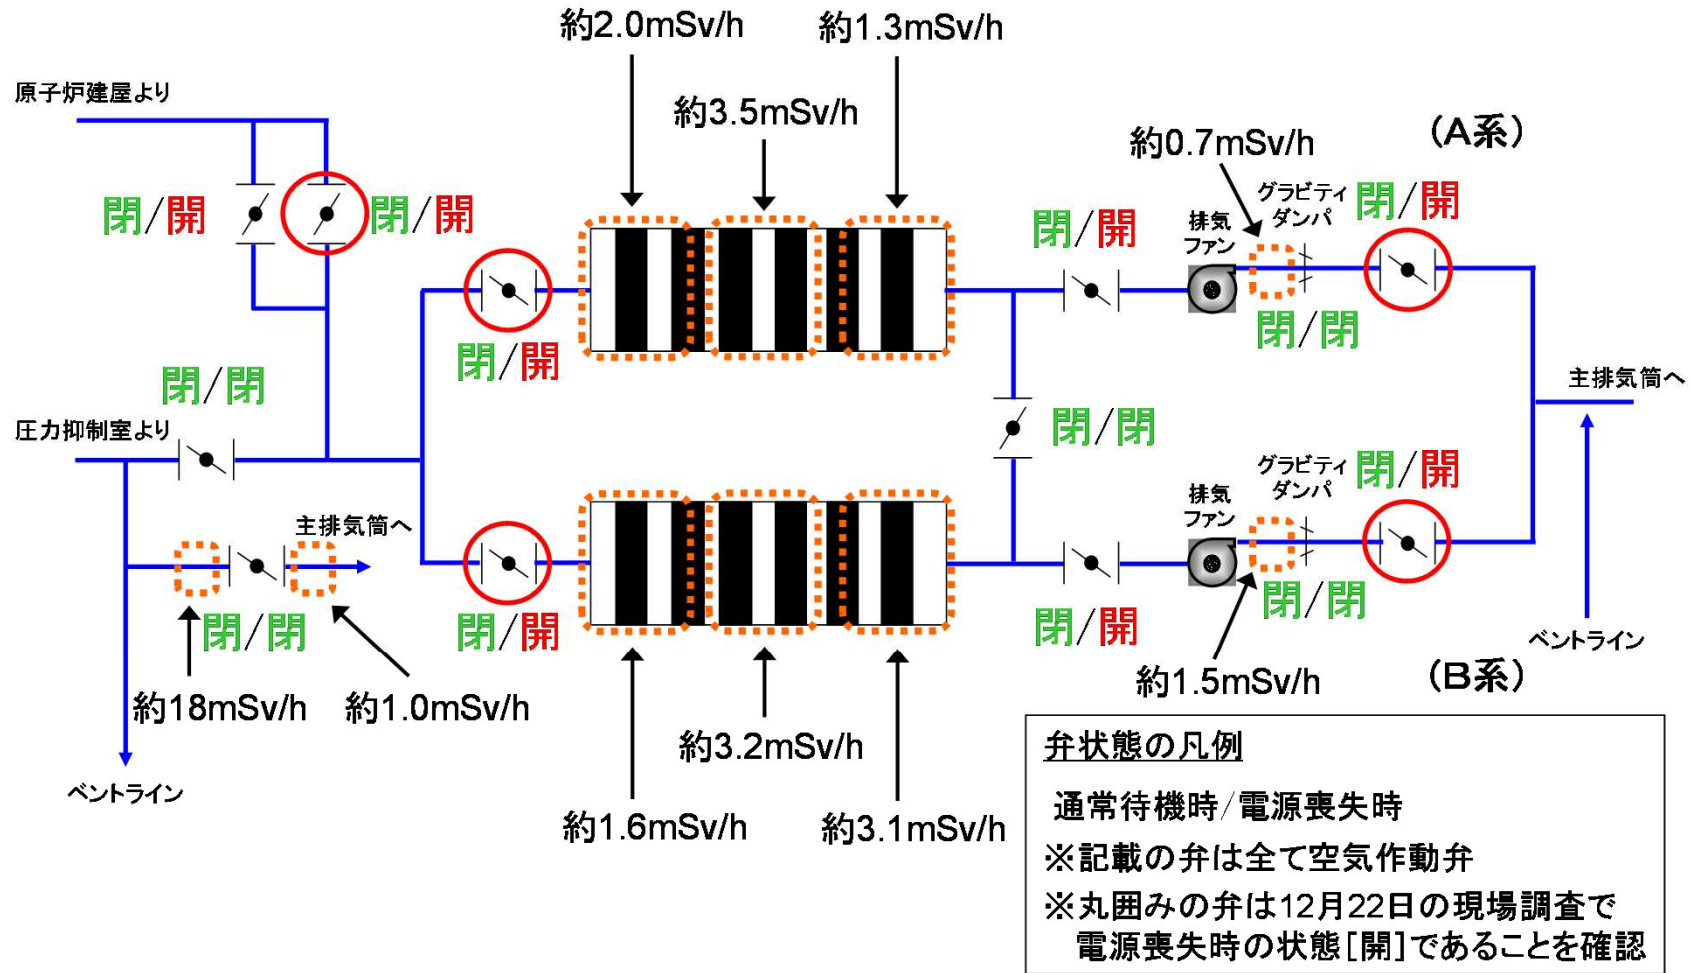 約2.0mSv/h
約1.3mSv/h
原子炉建屋より
約3.5mSv/h
約0.7mSv/h
(A系)
閉/開
閉/開
グラビティ
ダンパ
閉/開
閉/開
排気
ファン
閉/開
閉/閉
閉/閉
主排気筒へ
圧力抑制室より
閉/閉
グラビティ
ダンパ
閉/開
排気
ファン
主排気筒へ
閉/閉
閉/開
閉/開
閉/閉
ベントライン
約18mSv/h
約1.0mSv/h
約1.5mSv/h
(B系)
約3.2mSv/h
ベントライン
約1.6mSv/h
約3.1mSv/h
弁状態の凡例
通常待機時/電源喪失時
※記載の弁は全て空気作動弁
※丸囲みの弁は12月22日の現場調査で
電源喪失時の状態[開]であることを確認